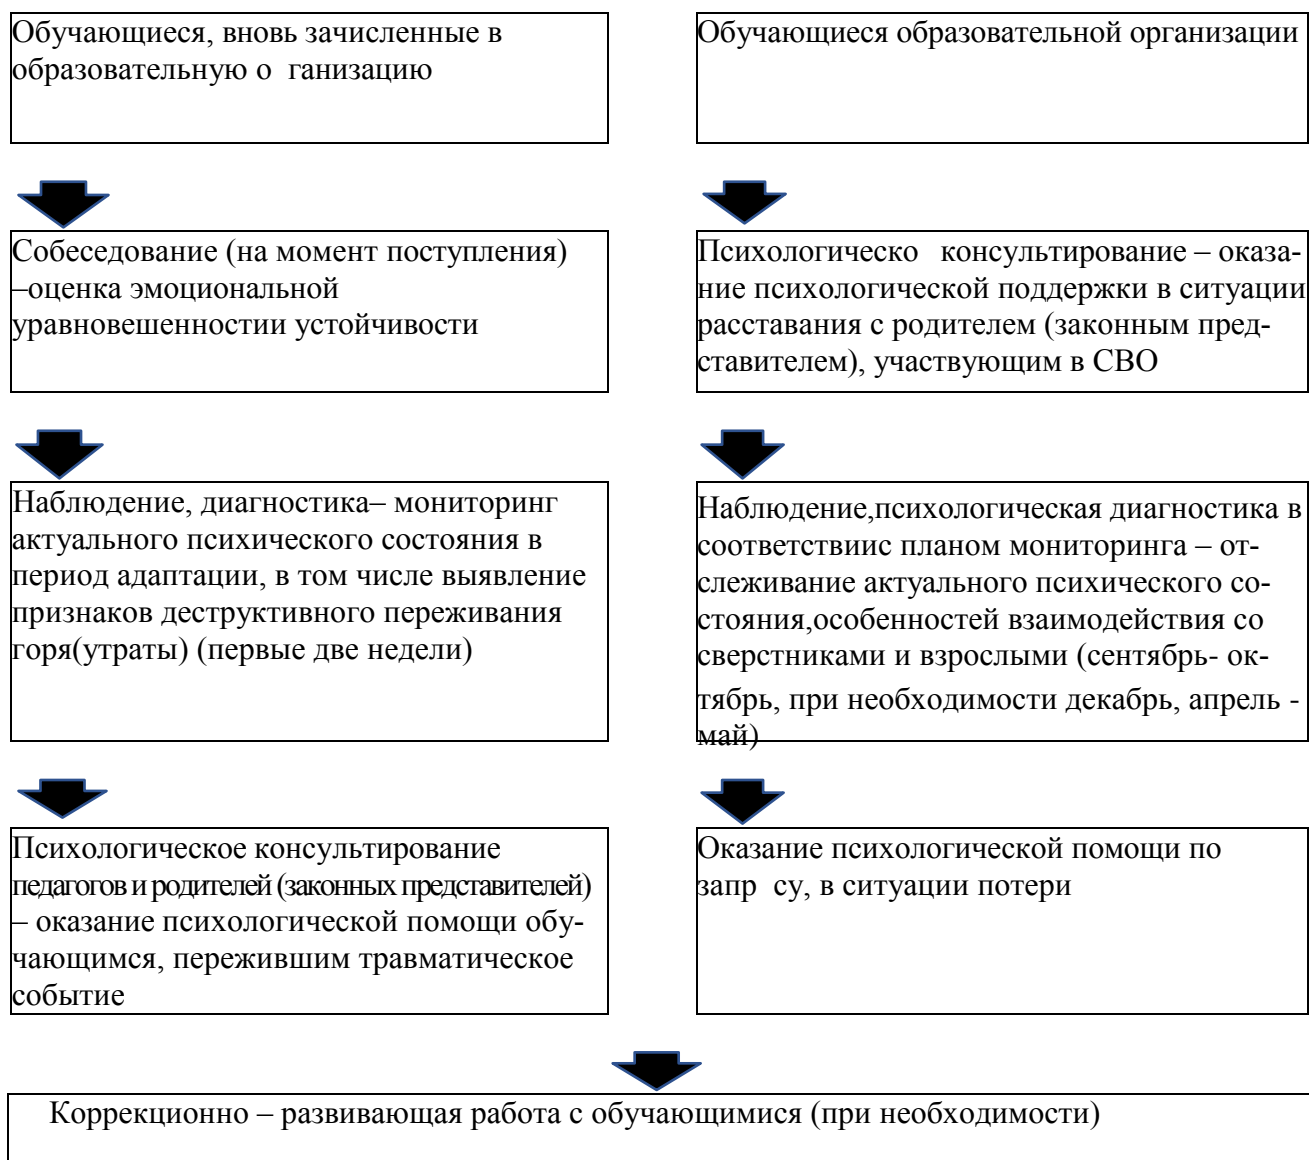 Обучающиеся, вновь зачисленные в
образовательную о ганизацию
Обучающиеся образовательной организации
Собеседование (на момент поступления)
–оценка эмоциональной
уравновешенностии устойчивости
Психологическо консультирование – оказа-
ние психологической поддержки в ситуации
расставания с родителем (законным пред-
ставителем), участвующим в СВО
Наблюдение, диагностика– мониторинг
актуального психического состояния в
период адаптации, в том числе выявление
признаков деструктивного переживания
горя(утраты) (первые две недели)
Наблюдение,психологическая диагностика в
соответствиис планом мониторинга – от-
слеживание актуального психического со-
стояния,особенностей взаимодействия со
сверстниками и взрослыми (сентябрь- ок-
тябрь, при необходимости декабрь, апрель -
май)
Психологическое консультирование
педагогов и родителей (законных представителей)
– оказание психологической помощи обу-
чающимся, пережившим травматическое
событие
Оказание психологической помощи по
запр су, в ситуации потери
Коррекционно – развивающая работа с обучающимися (при необходимости)